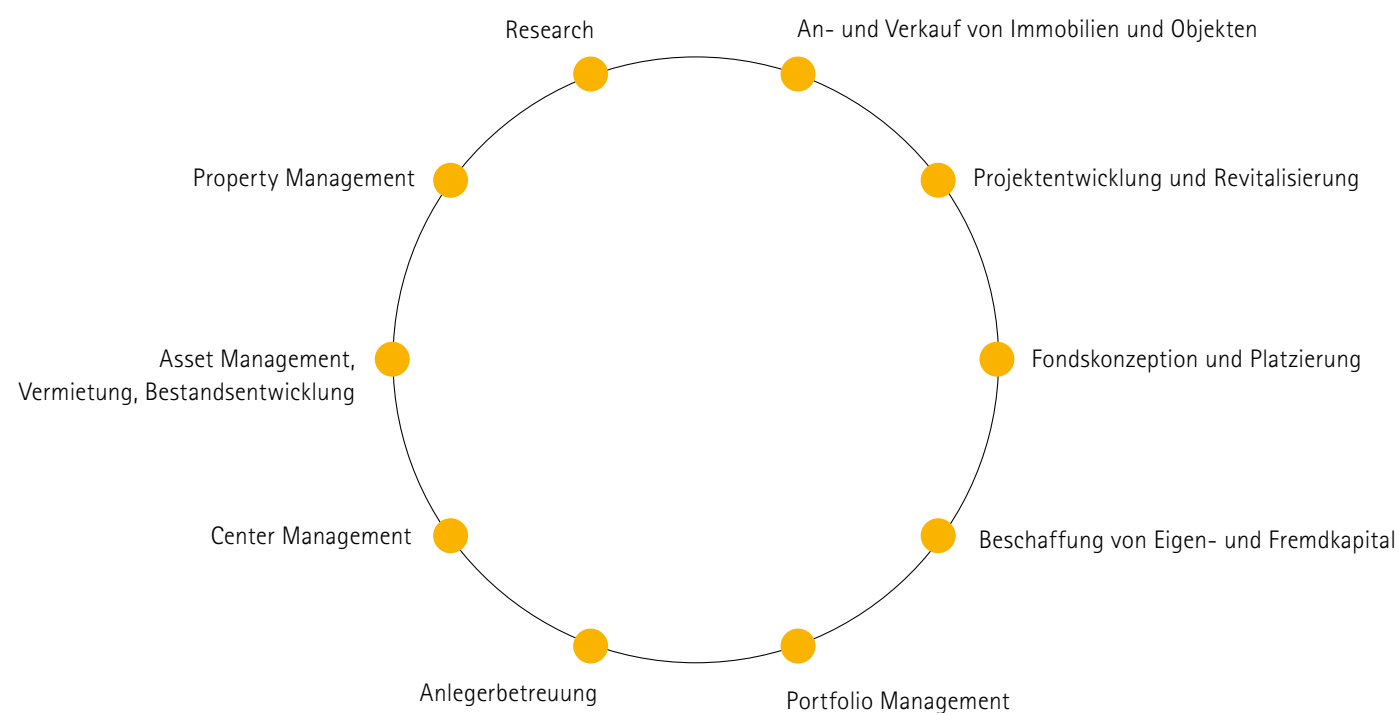 Research
An- und Verkauf von Immobilien und Objekten
Property Management
Projektentwicklung und Revitalisierung
Asset Management,
Vermietung, Bestandsentwicklung
Fondskonzeption und Platzierung
Center Management
Beschaffung von Eigen- und Fremdkapital
Anlegerbetreuung
Portfolio Management